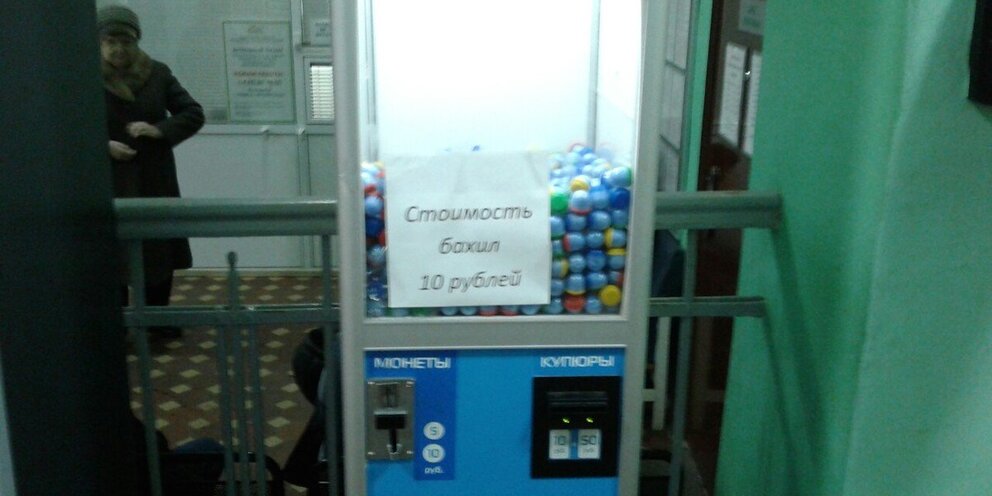 Стоимость
бахил
10 рублей
МОНЕТЫ
КУПЮРЫ
5
10
руб.
10
50